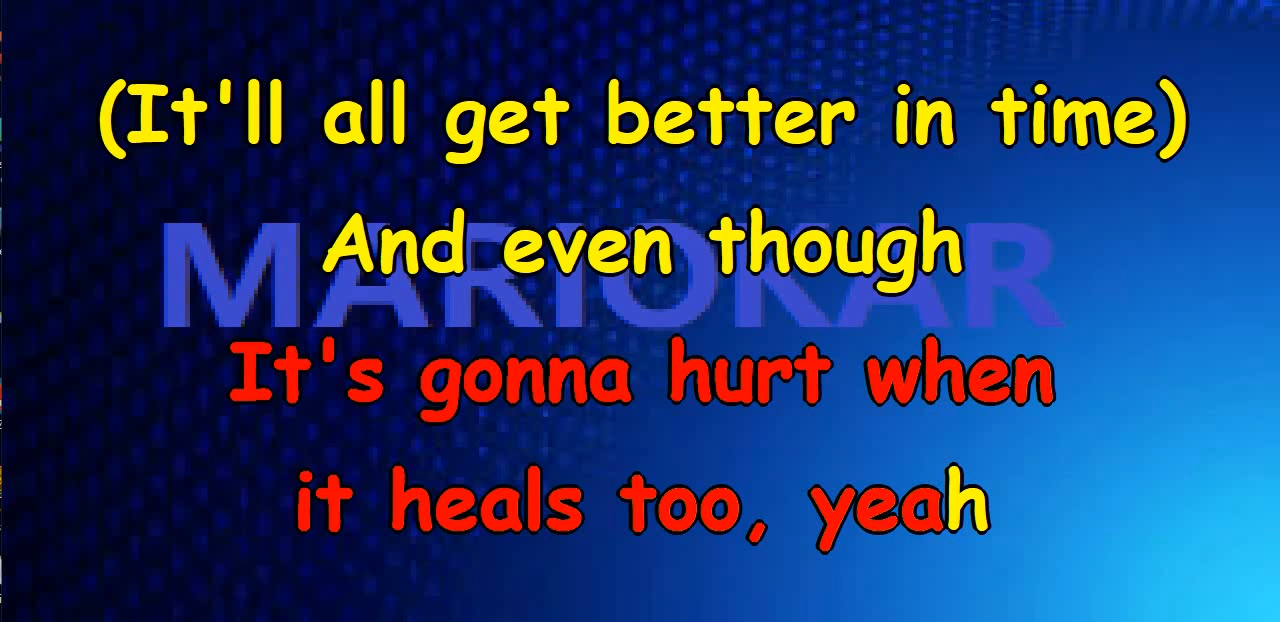 (It'll all get better in time)
And even though
MARIOKAR
It's gonna hurt when
it heals too, yeah